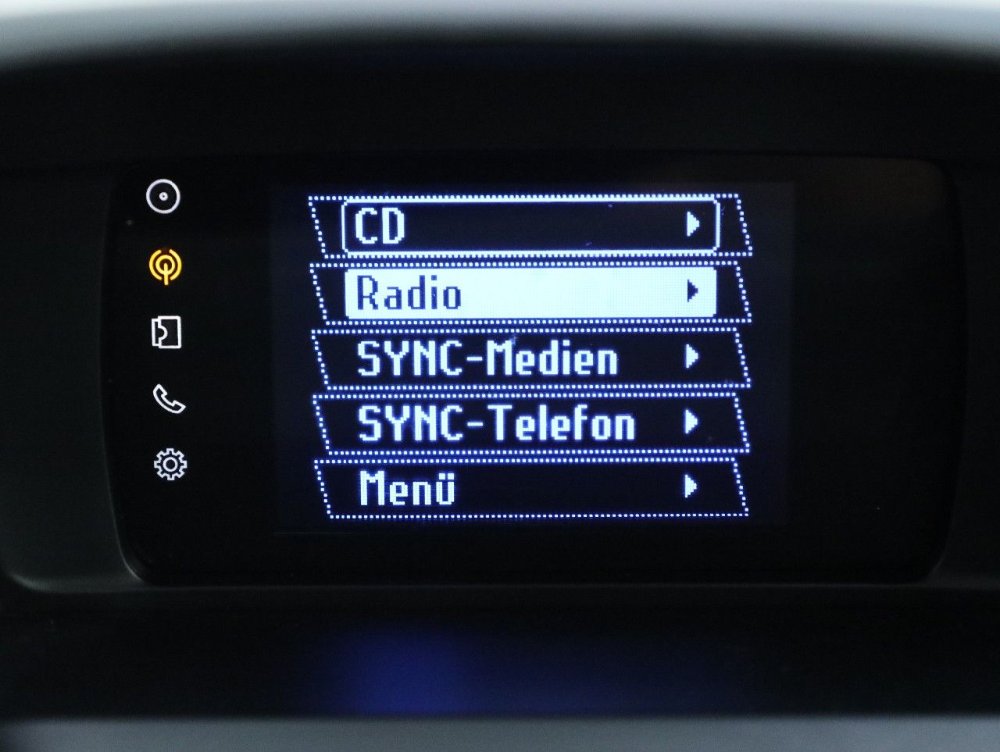 CD
Radio
SYNC-Medien
SYNC-Telefon
Menü